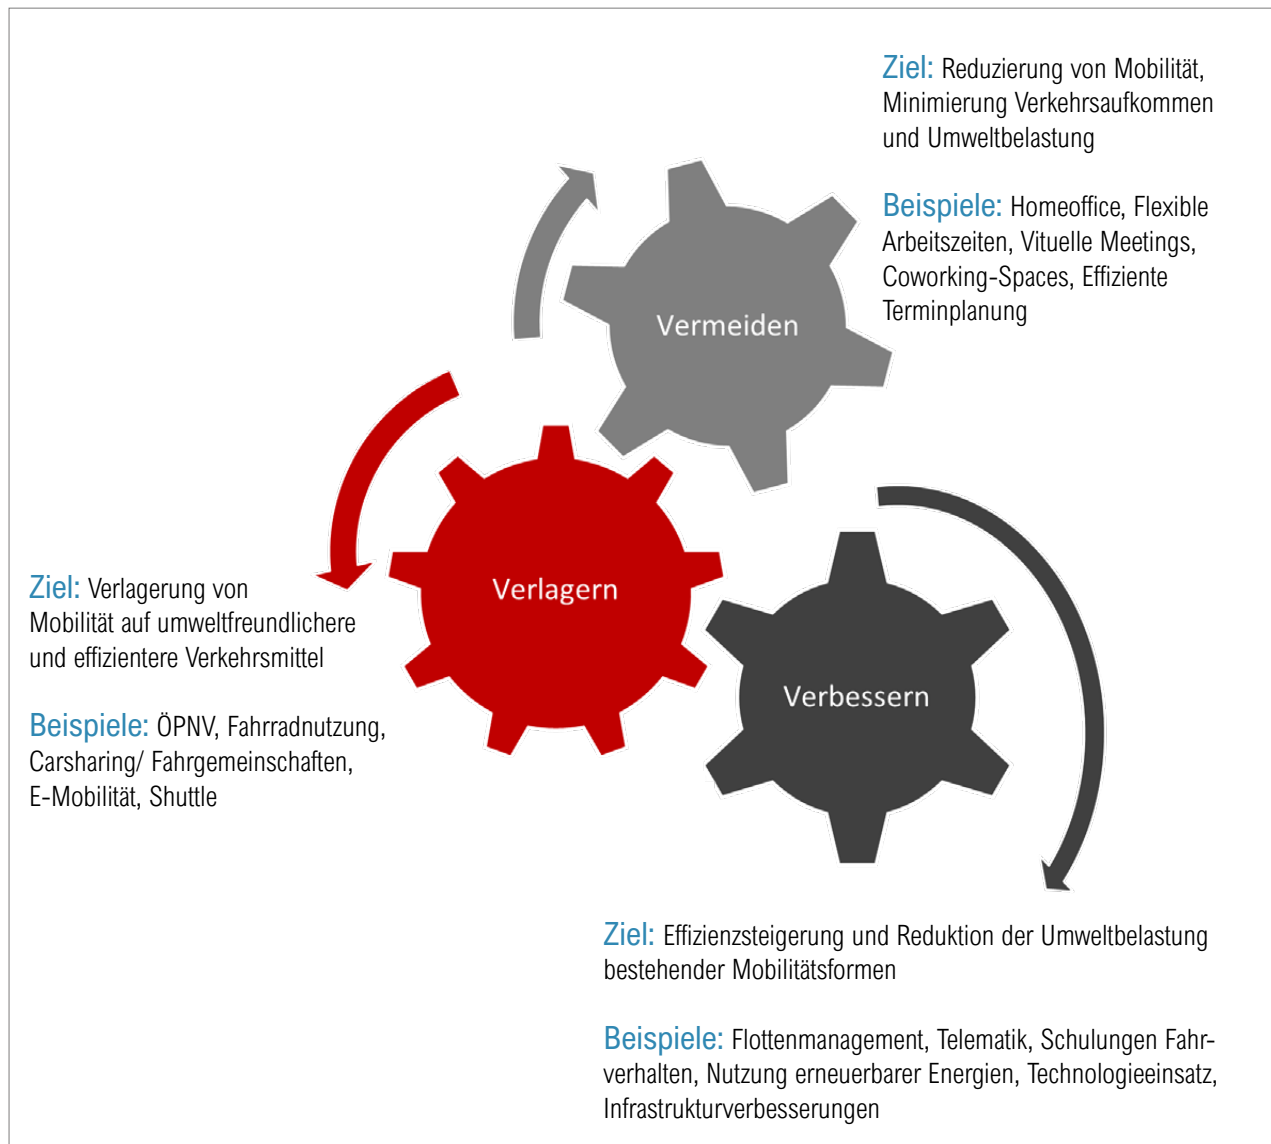 Ziel: Reduzierung von Mobilität,
Minimierung Verkehrsaufkommen
und Umweltbelastung
Beispiele: Homeoffice, Flexible
Arbeitszeiten, Vituelle Meetings,
Coworking-Spaces, Effiziente
Terminplanung
Vermeiden
Verlagern
Ziel: Verlagerung von
Mobilität auf umweltfreundlichere
und effizientere Verkehrsmittel
Beispiele: ÖPNV, Fahrradnutzung,
Carsharing/ Fahrgemeinschaften,
E-Mobilität, Shuttle
Verbessern
Ziel: Effizienzsteigerung und Reduktion der Umweltbelastung
bestehender Mobilitätsformen
Beispiele: Flottenmanagement, Telematik, Schulungen Fahr-
verhalten, Nutzung erneuerbarer Energien, Technologieeinsatz,
Infrastrukturverbesserungen